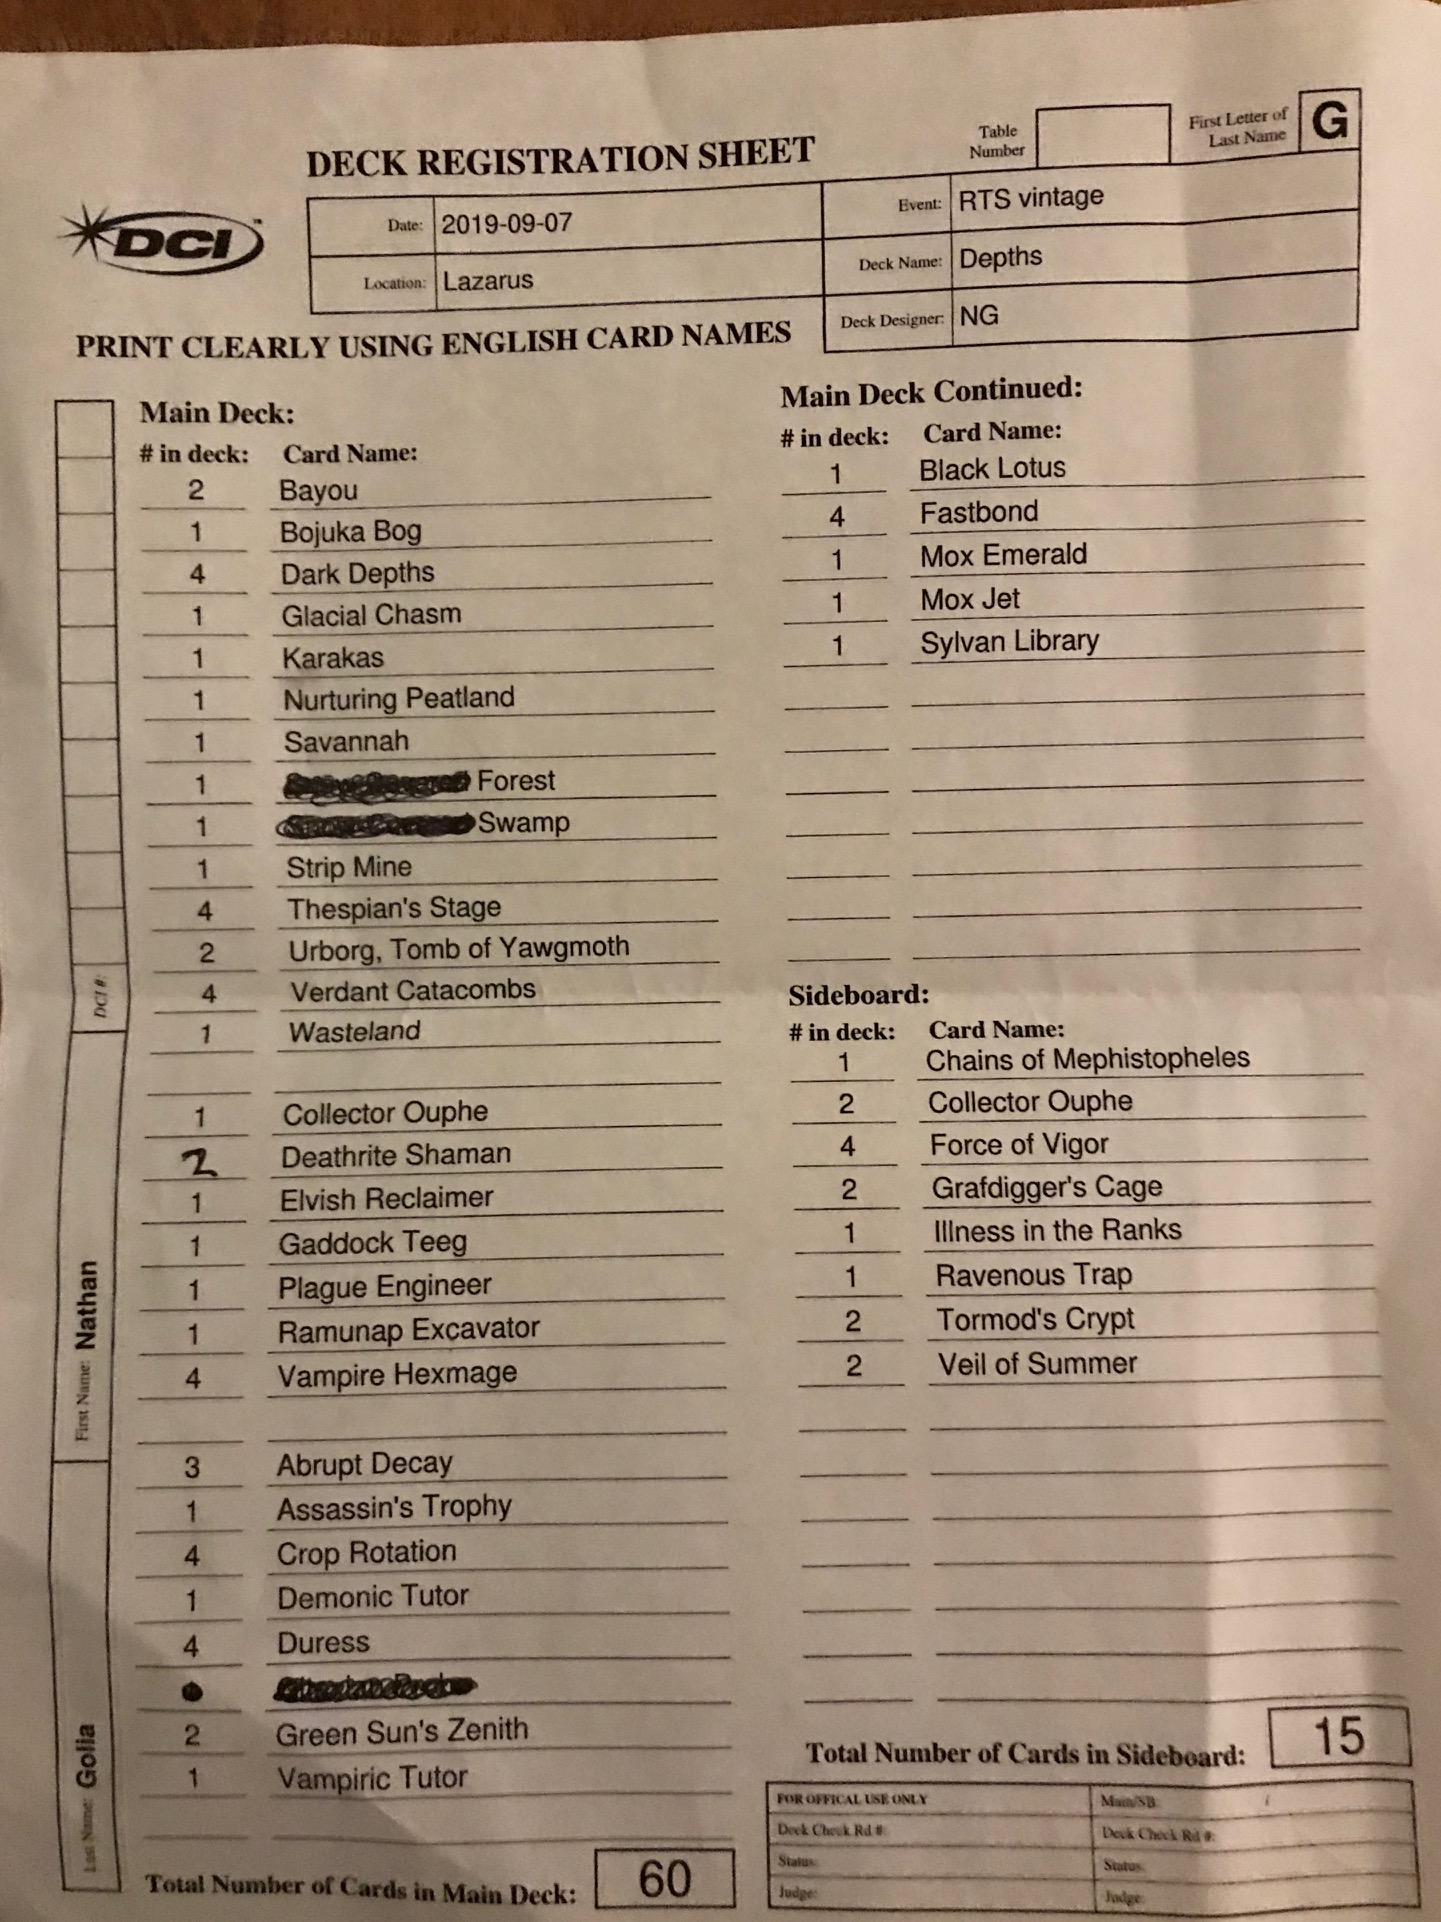 DECK REGISTRATION SHEET
Table Number
First Letter of Last Name
G
DCI™
Date: 2019-09-07
Event: RTS vintage
Location: Lazarus
Deck Name: Depths
Deck Designer: NG
PRINT CLEARLY USING ENGLISH CARD NAMES
Main Deck:
# in deck: Card Name:
2 Bayou
1 Bojuka Bog
4 Dark Depths
1 Glacial Chasm
1 Karakas
1 Nurturing Peatland
1 Savannah
1 Forest
1 Swamp
1 Strip Mine
4 Thespian's Stage
2 Urborg, Tomb of Yawgmoth
4 Verdant Catacombs
1 Wasteland
1 Collector Ouphe
2 Deathrite Shaman
1 Elvish Reclaimer
1 Gaddock Teeg
1 Plague Engineer
1 Ramunap Excavator
4 Vampire Hexmage
3 Abrupt Decay
1 Assassin's Trophy
4 Crop Rotation
1 Demonic Tutor
4 Duress
2 Green Sun's Zenith
1 Vampiric Tutor
Total Number of Cards in Main Deck: 60
Main Deck Continued:
# in deck: Card Name:
1 Black Lotus
4 Fastbond
1 Mox Emerald
1 Mox Jet
1 Sylvan Library
Sideboard:
# in deck: Card Name:
1 Chains of Mephistopheles
2 Collector Ouphe
4 Force of Vigor
2 Grafdigger's Cage
1 Illness in the Ranks
1 Ravenous Trap
2 Tormod's Crypt
2 Veil of Summer
Total Number of Cards in Sideboard: 15
FOR OFFICAL USE ONLY
Main/SB:
Deck Check Rd #:
Deck Check Rd #:
Status:
Status:
Judge:
Judge:
DCI #:
First Name: Nathan
Last Name: Golia